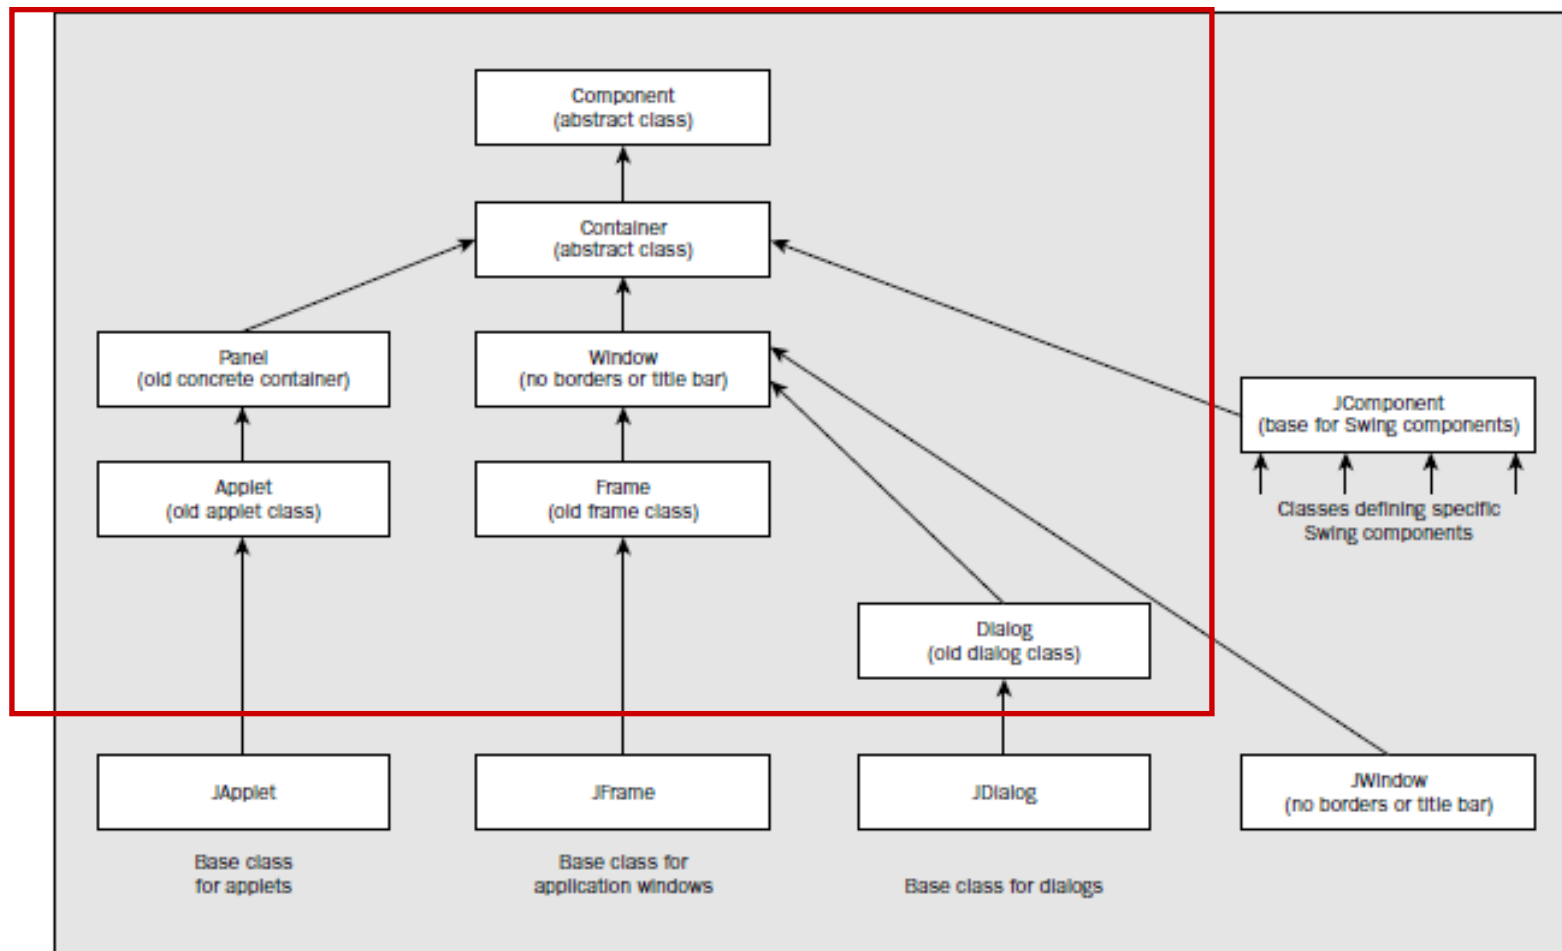 Component
(abstract class)
Container
(abstract class)
Panel
(old concrete container)
Window
(no borders or title bar)
JComponent
(base for Swing components)
Applet
(old applet class)
Frame
(old frame class)
Classes defining specific
Swing components
Dialog
(old dialog class)
JApplet
JFrame
JDialog
JWindow
(no borders or title bar)
Base class
for applets
Base class for
application windows
Base class for dialogs